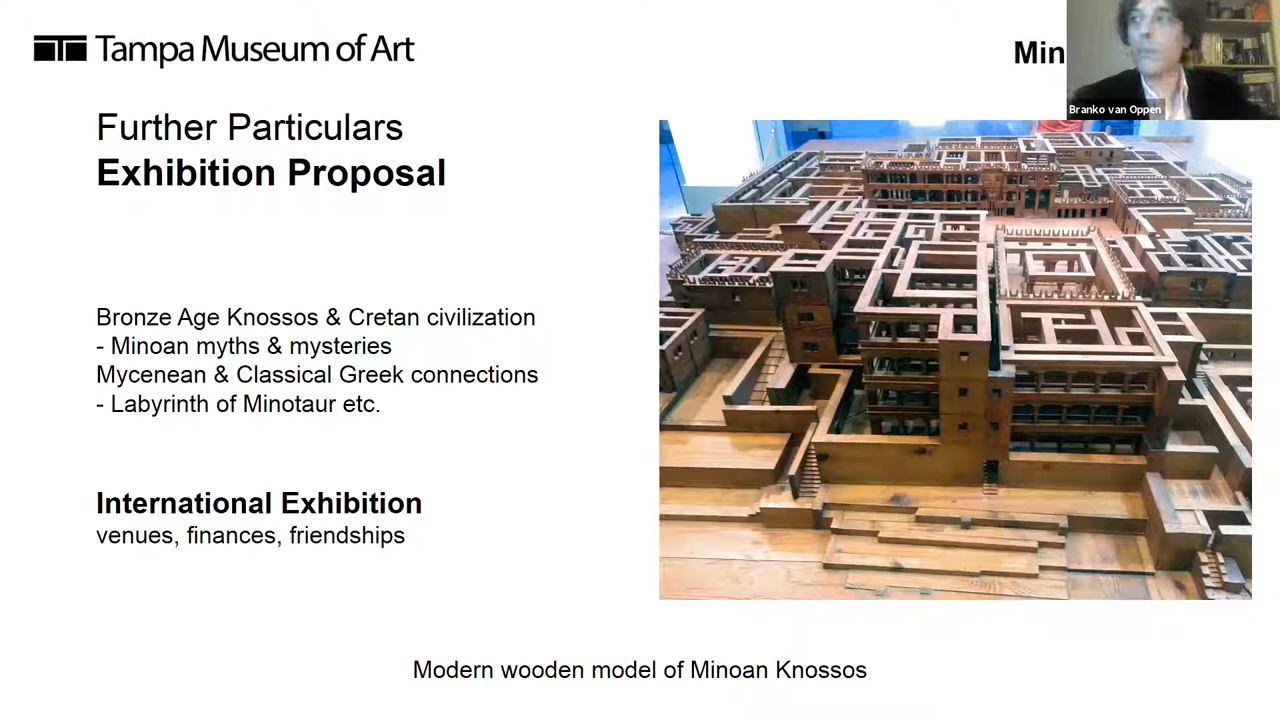 Tampa Museum of Art
Min
Branko van Oppen
Further Particulars
Exhibition Proposal
Bronze Age Knossos & Cretan civilization
- Minoan myths & mysteries
Mycenean & Classical Greek connections
- Labyrinth of Minotaur etc.
International Exhibition
venues, finances, friendships
Modern wooden model of Minoan Knossos